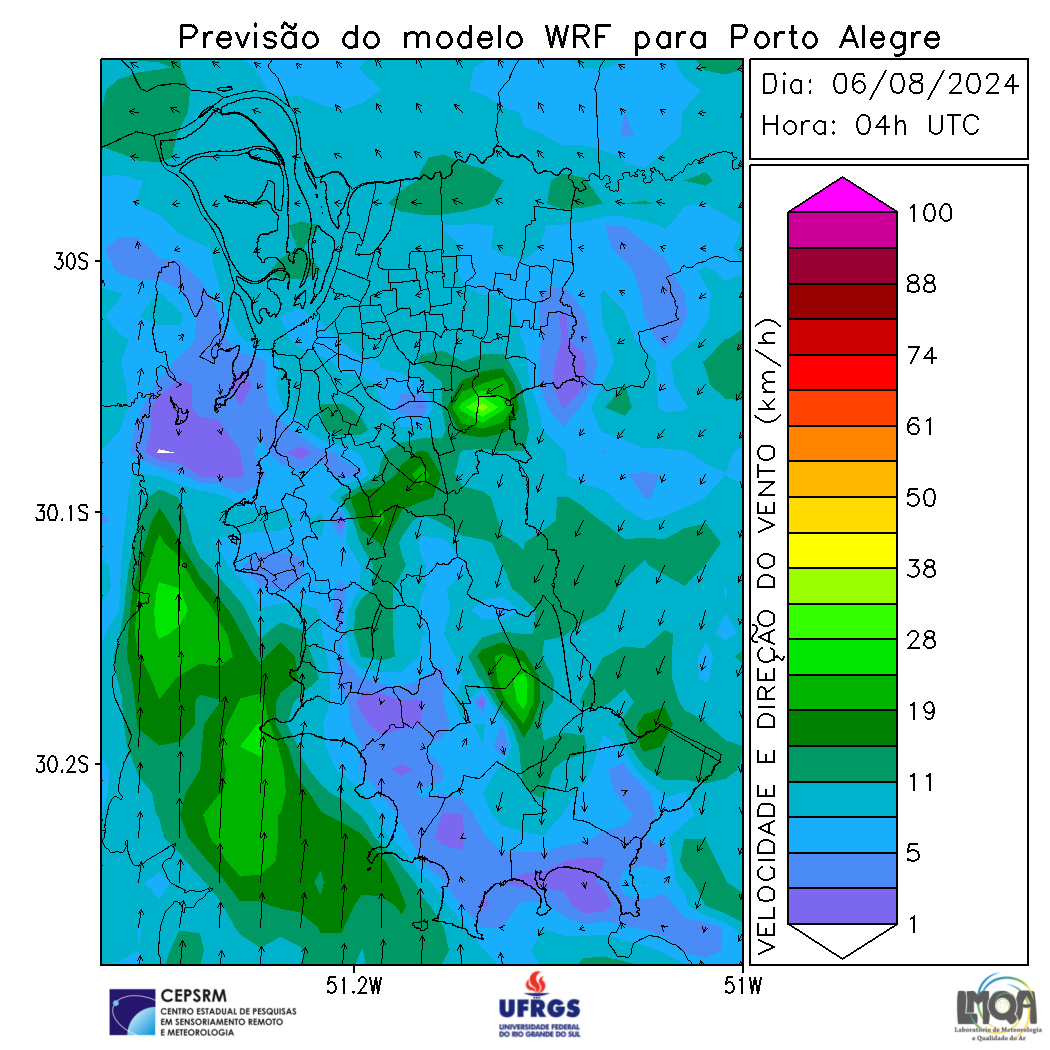 Previsão do modelo WRF para Porto Alegre
Dia: 06/08/2024
Hora: 04h UTC
30S
30.1S
30.2S
51.2W
51W
VELOCIDADE E DIREÇÃO DO VENTO (km/h)
100
88
74
61
50
38
28
19
11
5
1
CEPSRM
CENTRO ESTADUAL DE PESQUISAS
EM SENSORIAMENTO REMOTO
E METEOROLOGIA
UFRGS
UNIVERSIDADE FEDERAL
DO RIO GRANDE DO SUL
LMQA
Laboratório de Meteorologia
e Qualidade do Ar